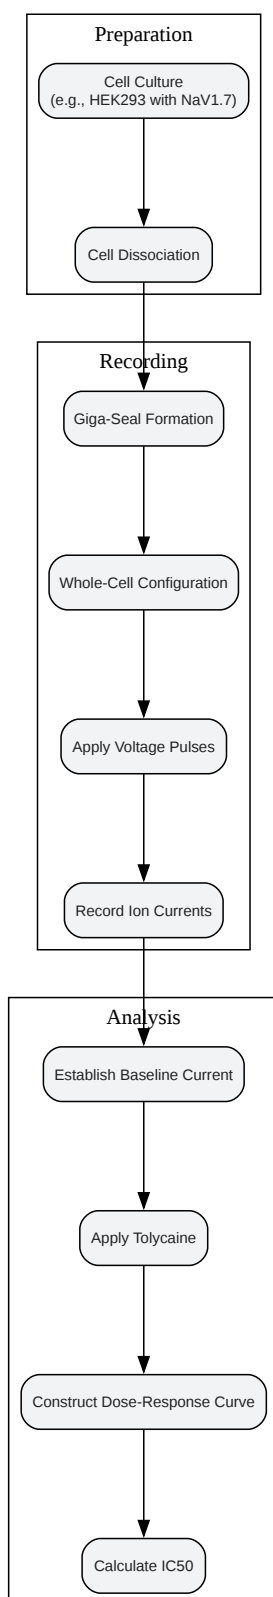 Preparation
Cell Culture
(e.g., HEK293 with NaV1.7)
Cell Dissociation
Recording
Giga-Seal Formation
Whole-Cell Configuration
Apply Voltage Pulses
Record Ion Currents
Analysis
Establish Baseline Current
Apply Tolycaine
Construct Dose-Response Curve
Calculate IC50